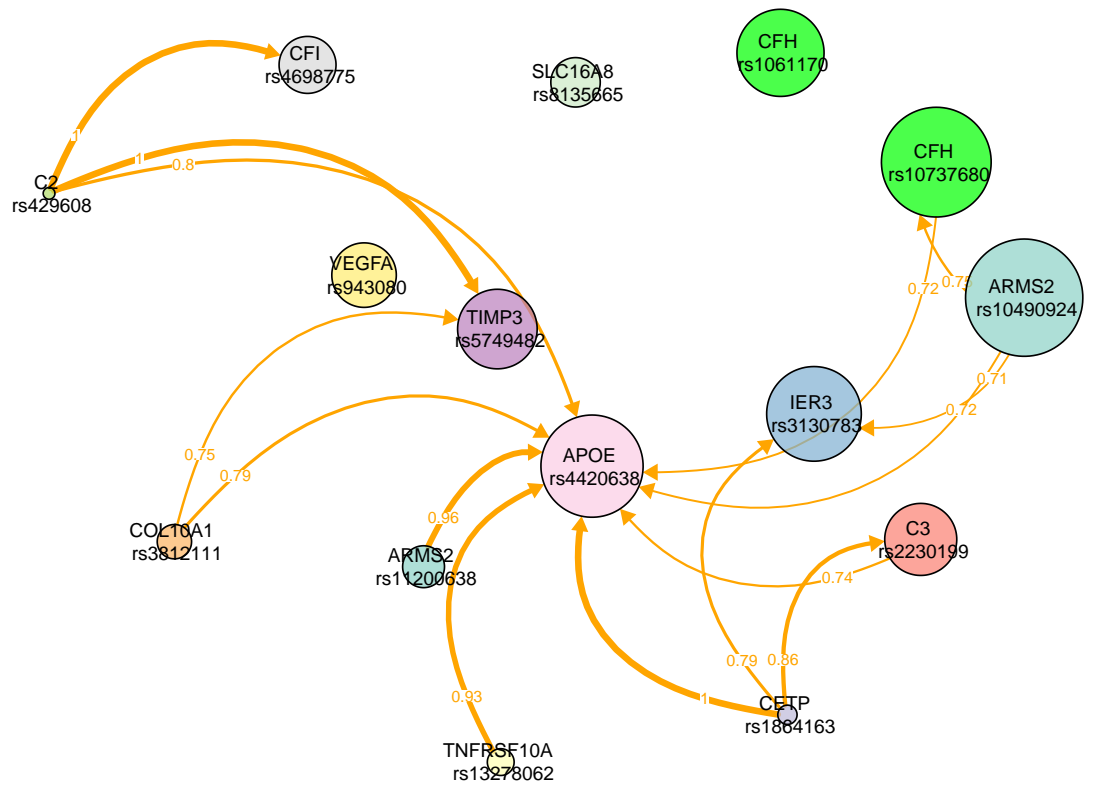 CFH
rs1061170
CFI
rs4698775
SLC16A8
rs8135665
1
1
0.8
C2
rs429608
CFH
rs10737680
VEGFA
rs943080
TIMP3
rs5749482
0.72
0.75
ARMS2
rs10490924
0.71
0.72
IER3
rs3130783
APOE
rs4420638
0.75
0.79
COL10A1
rs3812111
0.96
ARMS2
rs11200638
C3
rs2230199
0.74
0.79
0.86
1
CETP
rs1864163
0.93
TNFRSF10A
rs13278062